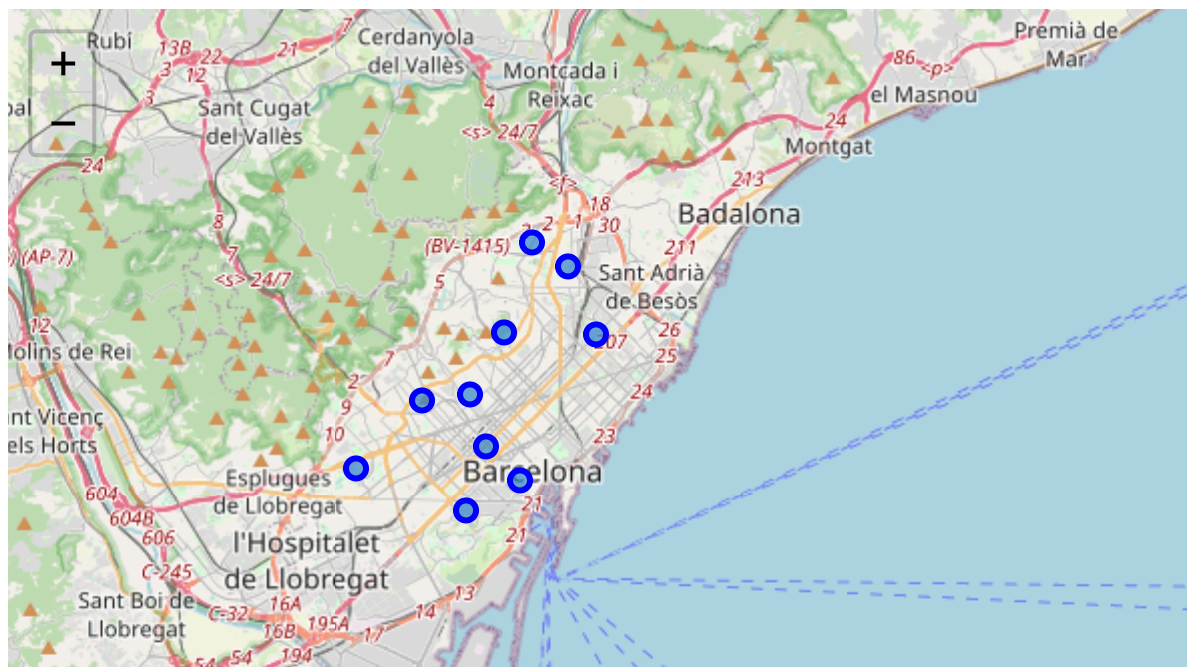 +
−
Rubí
13B
22
21
7
3
12
3
Cerdanyola
del Vallès
Montcada i
Reixac
4
<s> 24/7
Sant Cugat
del Vallès
24
Premià de
Mar
86 <p>
el Masnou
24
Montgat
213
<f>
18
30
2
1
Badalona
211
8
7
<s> 24/7
(BV-1415)
5
(AP-7)
Sant Adrià
de Besòs
26
25
24
23
12
Molins de Rei
7
2
9
10
els Horts
Barcelona
Esplugues
de Llobregat
21
21
604
604B
606
C-245
l'Hospitalet
de Llobregat
Sant Boi de
Llobregat
C-32
16A
16B
195A
17
14
13
54
54
194